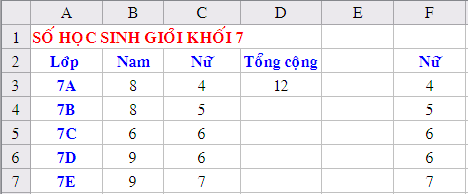 A B C D E F
1 SỐ HỌC SINH GIỎI KHỐI 7
2 Lớp Nam Nữ Tổng cộng Nữ
3 7A 8 4 12 4
4 7B 8 5 5
5 7C 6 6 6
6 7D 9 6 6
7 7E 9 7 7